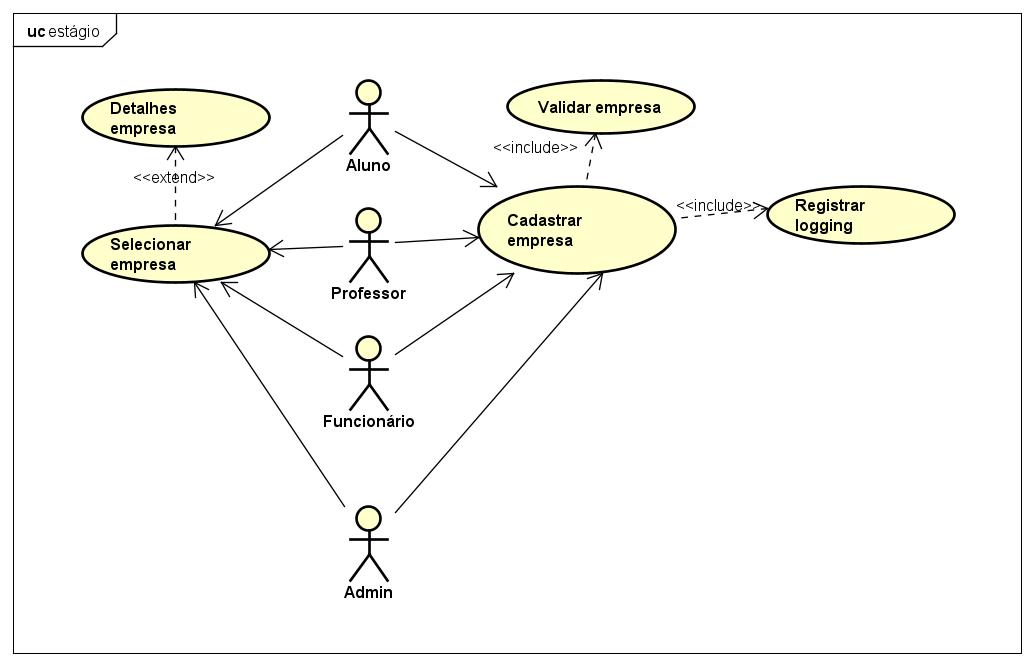 uc estágio
Detalhes
empresa
<<extend>>
Selecionar
empresa
Aluno
Professor
Funcionário
Admin
Validar empresa
<<include>>
Cadastrar
empresa
<<include>>
Registrar
logging